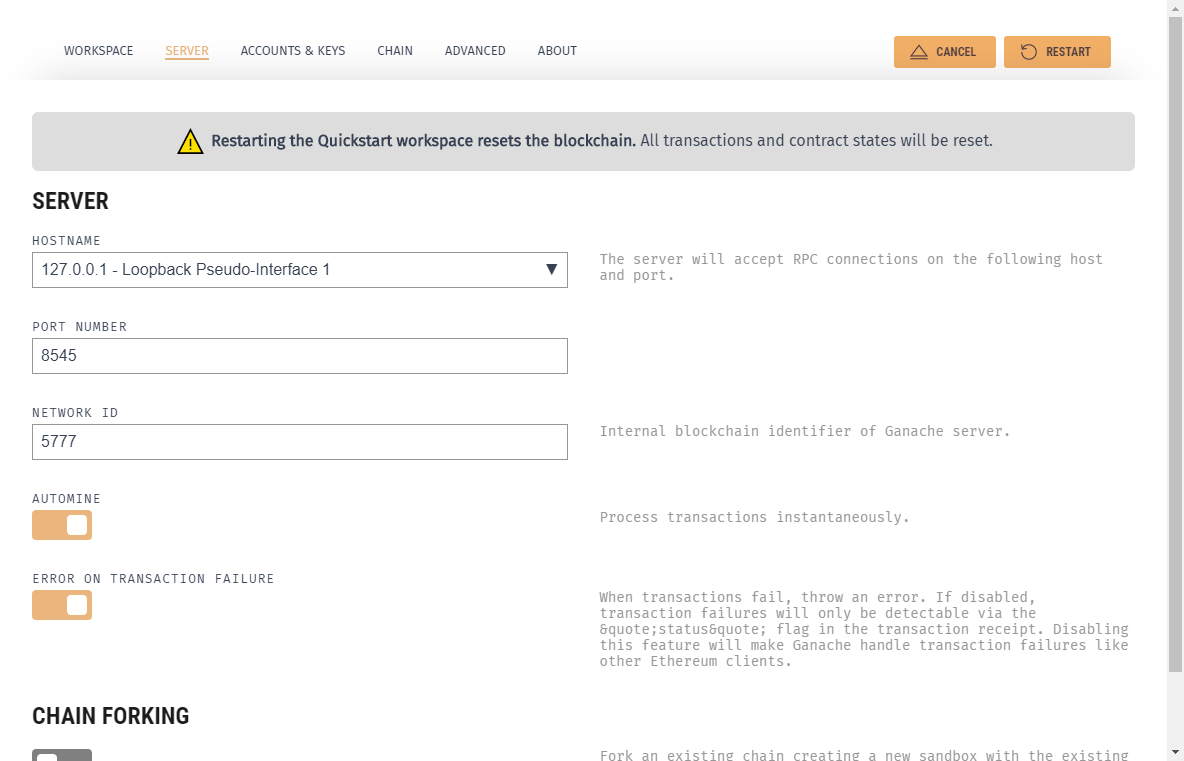 WORKSPACE SERVER ACCOUNTS & KEYS CHAIN ADVANCED ABOUT CANCEL RESTART
Restarting the Quickstart workspace resets the blockchain. All transactions and contract states will be reset.
SERVER
HOSTNAME
127.0.0.1 - Loopback Pseudo-Interface 1
The server will accept RPC connections on the following host
and port.
PORT NUMBER
8545
NETWORK ID
5777
Internal blockchain identifier of Ganache server.
AUTOMINE
Process transactions instantaneously.
ERROR ON TRANSACTION FAILURE
When transactions fail, throw an error. If disabled,
transaction failures will only be detectable via the
&quote;status&quote; flag in the transaction receipt. Disabling
this feature will make Ganache handle transaction failures like
other Ethereum clients.
CHAIN FORKING
Fork an existing chain creating a new sandbox with the existing